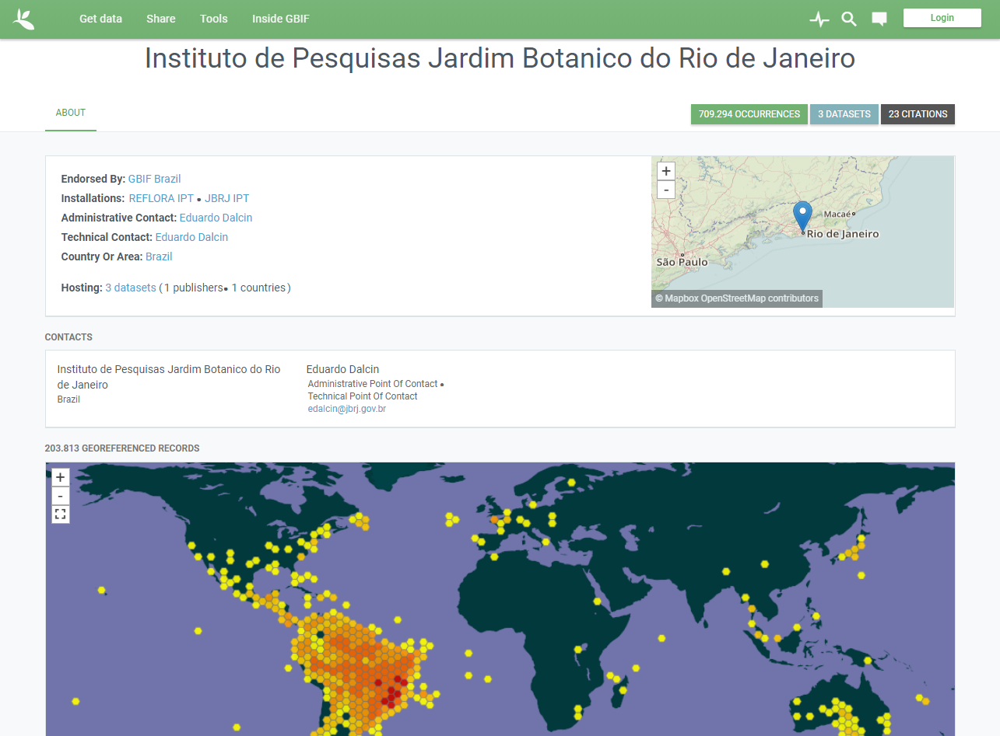 Get data Share Tools Inside GBIF Login
Instituto de Pesquisas Jardim Botanico do Rio de Janeiro
ABOUT
709.294 OCCURRENCES 3 DATASETS 23 CITATIONS
Endorsed By: GBIF Brazil
Installations: REFLORA IPT • JBRJ IPT
Administrative Contact: Eduardo Dalcin
Technical Contact: Eduardo Dalcin
Country Or Area: Brazil
Hosting: 3 datasets ( 1 publishers• 1 countries )
+
-
Macaé
Rio de Janeiro
São Paulo
© Mapbox OpenStreetMap contributors
CONTACTS
Instituto de Pesquisas Jardim Botanico do Rio
de Janeiro
Brazil
Eduardo Dalcin
Administrative Point Of Contact •
Technical Point Of Contact
edalcin@jbrj.gov.br
203.813 GEOREFERENCED RECORDS
+
-